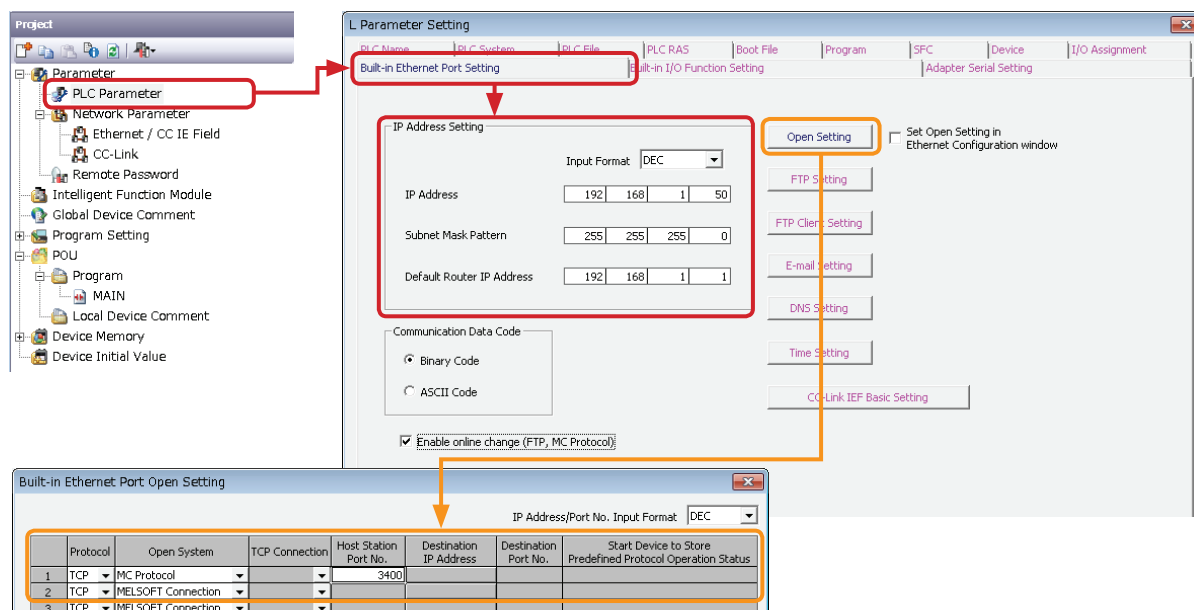 Project
Parameter
PLC Parameter
Network Parameter
Ethernet / CC IE Field
CC-Link
Remote Password
Intelligent Function Module
Global Device Comment
Program Setting
POU
Program
MAIN
Local Device Comment
Device Memory
Device Initial Value
L Parameter Setting
PLC Name PLC System PLC File PLC RAS Boot File Program SFC Device I/O Assignment
Built-in Ethernet Port Setting Built-in I/O Function Setting Adapter Serial Setting
IP Address Setting
Input Format DEC
IP Address 192 168 1 50
Subnet Mask Pattern 255 255 255 0
Default Router IP Address 192 168 1 1
Communication Data Code
Binary Code
ASCII Code
Enable online change (FTP, MC Protocol)
Open Setting
Set Open Setting in
Ethernet Configuration window
FTP Setting
FTP Client Setting
E-mail Setting
DNS Setting
Time Setting
CC-Link IEF Basic Setting
Built-in Ethernet Port Open Setting
IP Address/Port No. Input Format DEC
Protocol Open System TCP Connection Host Station Port No. Destination IP Address Destination Port No. Start Device to Store Predefined Protocol Operation Status
1 TCP MC Protocol 3400
2 TCP MELSOFT Connection
3 TCP MELSOFT Connection